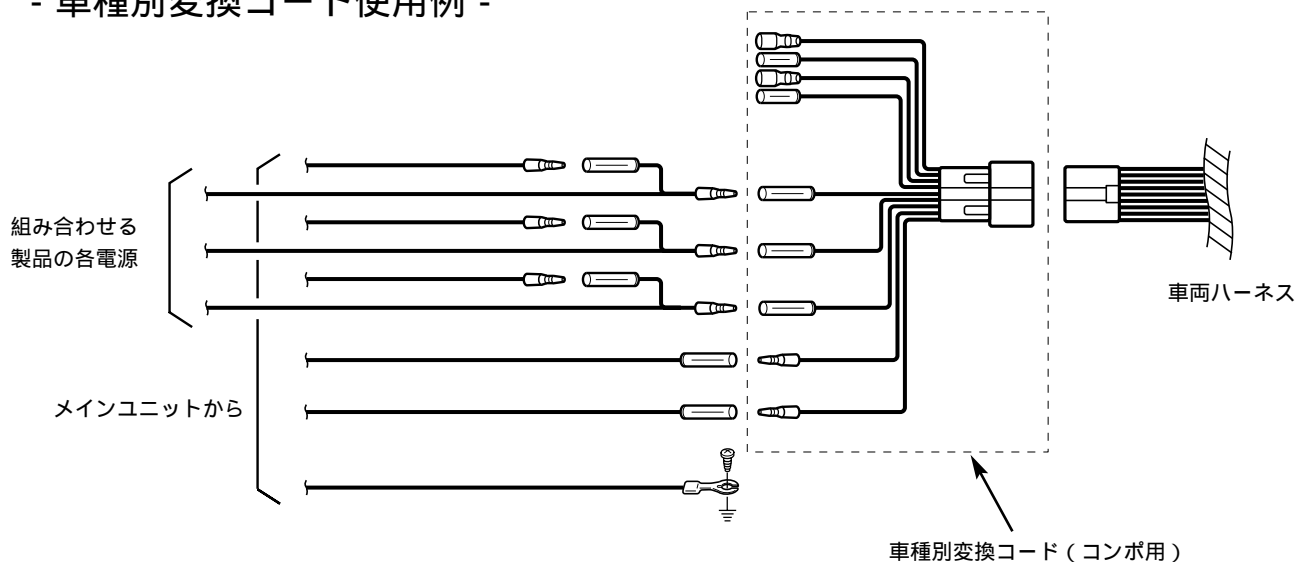 - 車種別変換コード使用例 -
組み合わせる
製品の各電源
車両ハーネス
メインユニットから
車種別変換コード（コンポ用）